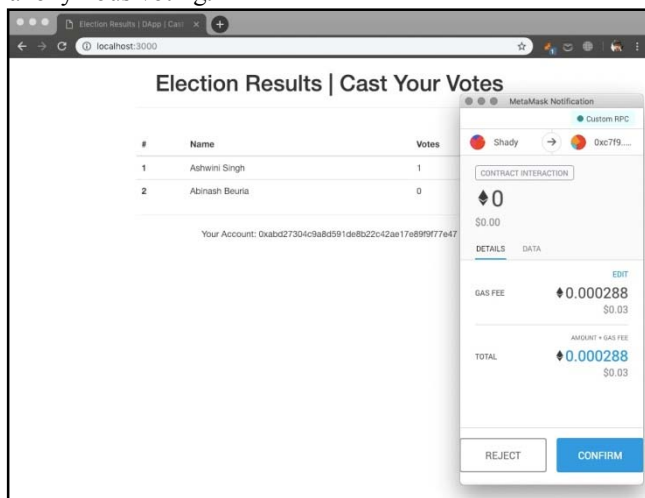 anonymous voting.
Election Results | DApp | Cast
localhost:3000
Election Results | Cast Your Votes
# Name Votes
1 Ashwini Singh 1
2 Abinash Beuria 0
Your Account: 0xabd27304c9a8d591de8b22c42ae17e89f9f77e47
MetaMask Notification
Custom RPC
Shady 0xc7f9...
CONTRACT INTERACTION
0
$0.00
DETAILS DATA
EDIT
GAS FEE 0.000288
$0.03
AMOUNT + GAS FEE
TOTAL 0.000288
$0.03
REJECT CONFIRM